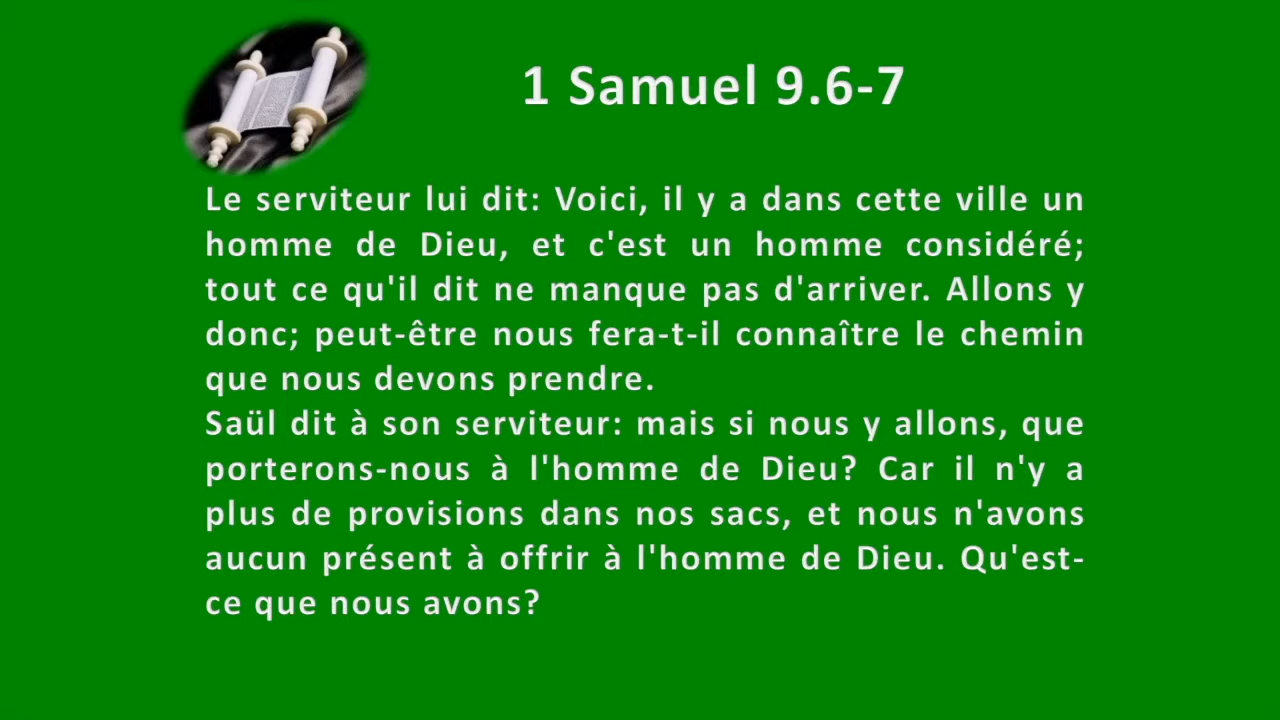 1 Samuel 9.6-7
Le serviteur lui dit: Voici, il y a dans cette ville un
homme de Dieu, et c'est un homme considéré;
tout ce qu'il dit ne manque pas d'arriver. Allons y
donc; peut-être nous fera-t-il connaître le chemin
que nous devons prendre.
Saül dit à son serviteur: mais si nous y allons, que
porterons-nous à l'homme de Dieu? Car il n'y a
plus de provisions dans nos sacs, et nous n'avons
aucun présent à offrir à l'homme de Dieu. Qu'est-
ce que nous avons?